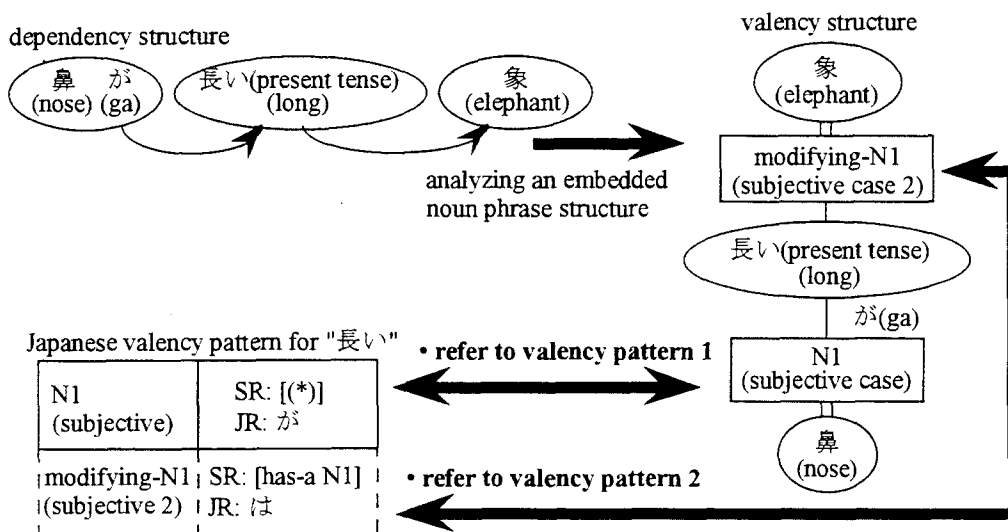 dependency structure
鼻 が
(nose) (ga)
長い(present tense)
(long)
象
(elephant)
analyzing an embedded
noun phrase structure
valency structure
象
(elephant)
modifying-N1
(subjective case 2)
長い(present tense)
(long)
が(ga)
N1
(subjective case)
鼻
(nose)
Japanese valency pattern for "長い"
N1
(subjective)
SR: [(*)]
JR: が
modifying-N1
(subjective 2)
SR: [has-a N1]
JR: は
• refer to valency pattern 1
• refer to valency pattern 2